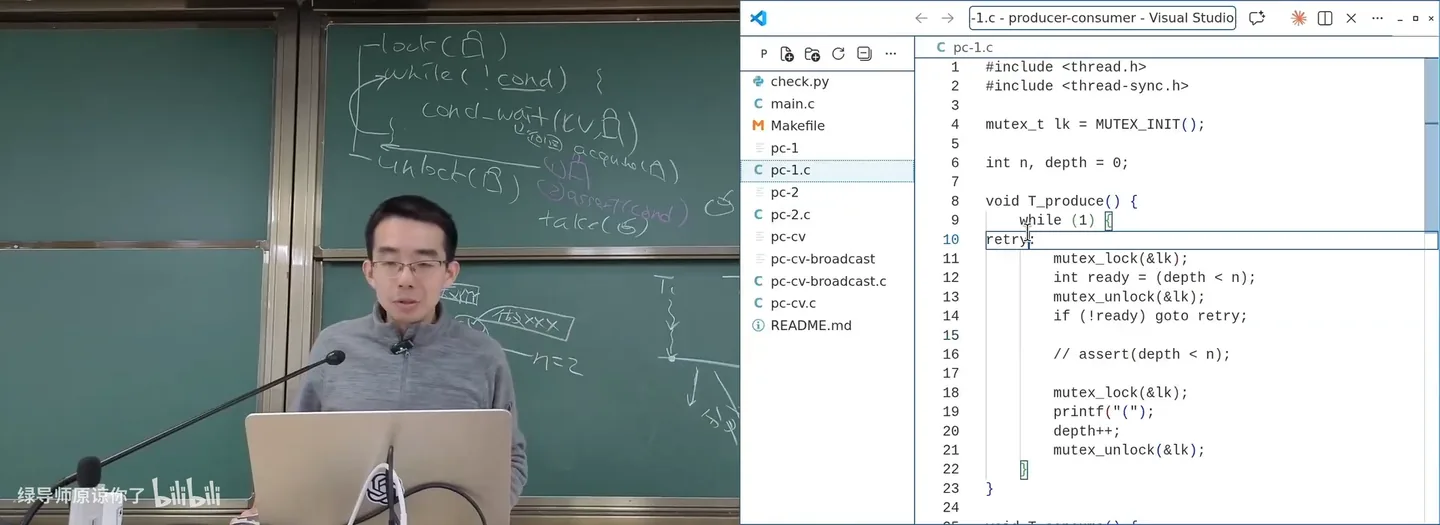 lock( )
while( ! cond ) {
cond_wait(cv, )
acquire( )
}
unlock( )
①
② assert(cond)
take( )
T₁
n=2
绿导师原谅你了 bilibili
-1.c - producer-consumer - Visual Studio
P
check.py
main.c
Makefile
pc-1
pc-1.c
pc-2
pc-2.c
pc-cv
pc-cv-broadcast
pc-cv-broadcast.c
pc-cv.c
README.md
pc-1.c
1 #include <thread.h>
2 #include <thread-sync.h>
3
4 mutex_t lk = MUTEX_INIT();
5
6 int n, depth = 0;
7
8 void T_produce() {
9 while (1) {
10 retry:
11 mutex_lock(&lk);
12 int ready = (depth < n);
13 mutex_unlock(&lk);
14 if (!ready) goto retry;
15
16 // assert(depth < n);
17
18 mutex_lock(&lk);
19 printf("(");
20 depth++;
21 mutex_unlock(&lk);
22 }
23 }
24